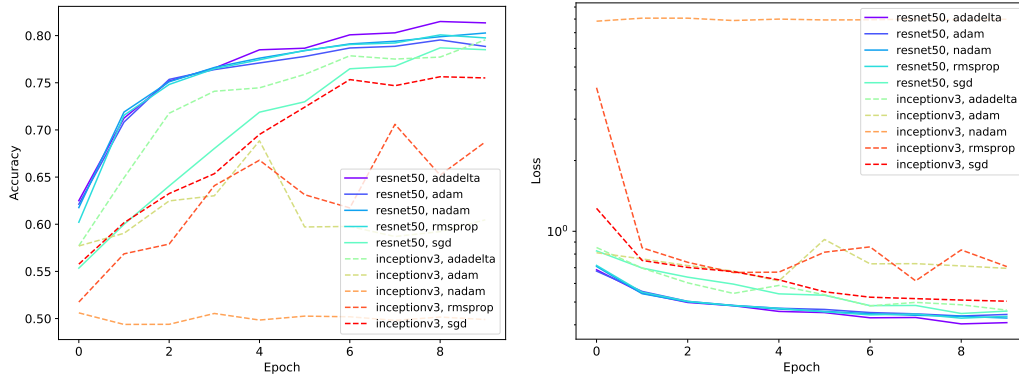 0.80
0.75
0.70
0.65
0.60
0.55
0.50
Accuracy
0 2 4 6 8
Epoch
resnet50, adadelta
resnet50, adam
resnet50, nadam
resnet50, rmsprop
resnet50, sgd
inceptionv3, adadelta
inceptionv3, adam
inceptionv3, nadam
inceptionv3, rmsprop
inceptionv3, sgd
10⁰
Loss
0 2 4 6 8
Epoch
resnet50, adadelta
resnet50, adam
resnet50, nadam
resnet50, rmsprop
resnet50, sgd
inceptionv3, adadelta
inceptionv3, adam
inceptionv3, nadam
inceptionv3, rmsprop
inceptionv3, sgd